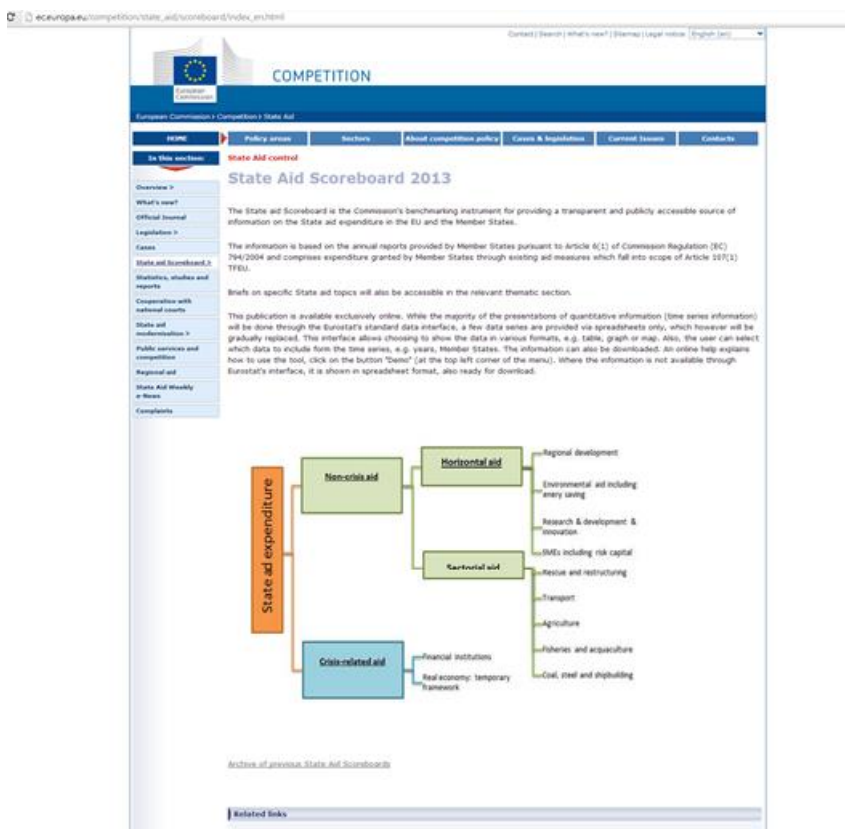 ec.europa.eu/competition/state_aid/scoreboard/index_en.html
Contact | Search | What's new? | Sitemap | Legal notice English (en)
European
Commission
COMPETITION
European Commission > Competition > State Aid
HOME Policy areas Sectors About competition policy Cases & legislation Current Issues Contacts
In this section:
Overview >
What's new?
Official Journal
Legislation >
Cases
State aid Scoreboard >
Statistics, studies and
reports
Cooperation with
national courts
State aid
modernisation >
Public services and
competition
Regional aid
State Aid Weekly
e-News
Complaints
State Aid control
State Aid Scoreboard 2013
The State aid Scoreboard is the Commission's benchmarking instrument for providing a transparent and publicly accessible source of
information on the State aid expenditure in the EU and the Member States.
The information is based on the annual reports provided by Member States pursuant to Article 6(1) of Commission Regulation (EC)
794/2004 and comprises expenditure granted by Member States through existing aid measures which fall into scope of Article 107(1)
TFEU.
Briefs on specific State aid topics will also be accessible in the relevant thematic section.
This publication is available exclusively online. While the majority of the presentations of quantitative information (time series information)
will be done through the Eurostat's standard data interface, a few data series are provided via spreadsheets only, which however will be
gradually replaced. This interface allows choosing to show the data in various formats, e.g. table, graph or map. Also, the user can select
which data to include form the time series, e.g. years, Member States. The information can also be downloaded. An online help explains
how to use the tool, click on the button "Demo" (at the top left corner of the menu). Where the information is not available through
Eurostat's interface, it is shown in spreadsheet format, also ready for download.
State ad expenditure
Non-crisis aid
Horizontal aid
Regional development
Environmental aid including
enery saving
Research & development &
innovation
SMEs including risk capital
Sectorial aid
Rescue and restructuring
Transport
Agriculture
Fisheries and acquaculture
Coal, steel and shipbuilding
Crisis-related aid
Financial institutions
Real economy: temporary
framework
Archive of previous State Aid Scoreboards
Related links